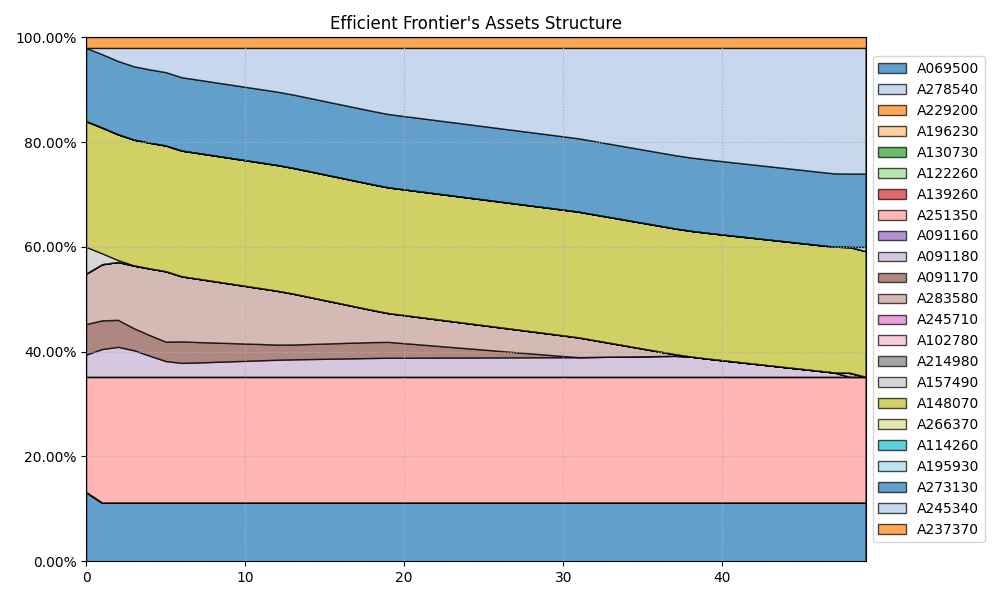 Efficient Frontier's Assets Structure
100.00%
80.00%
60.00%
40.00%
20.00%
0.00%
0
10
20
30
40
A069500
A278540
A229200
A196230
A130730
A122260
A139260
A251350
A091160
A091180
A091170
A283580
A245710
A102780
A214980
A157490
A148070
A266370
A114260
A195930
A273130
A245340
A237370